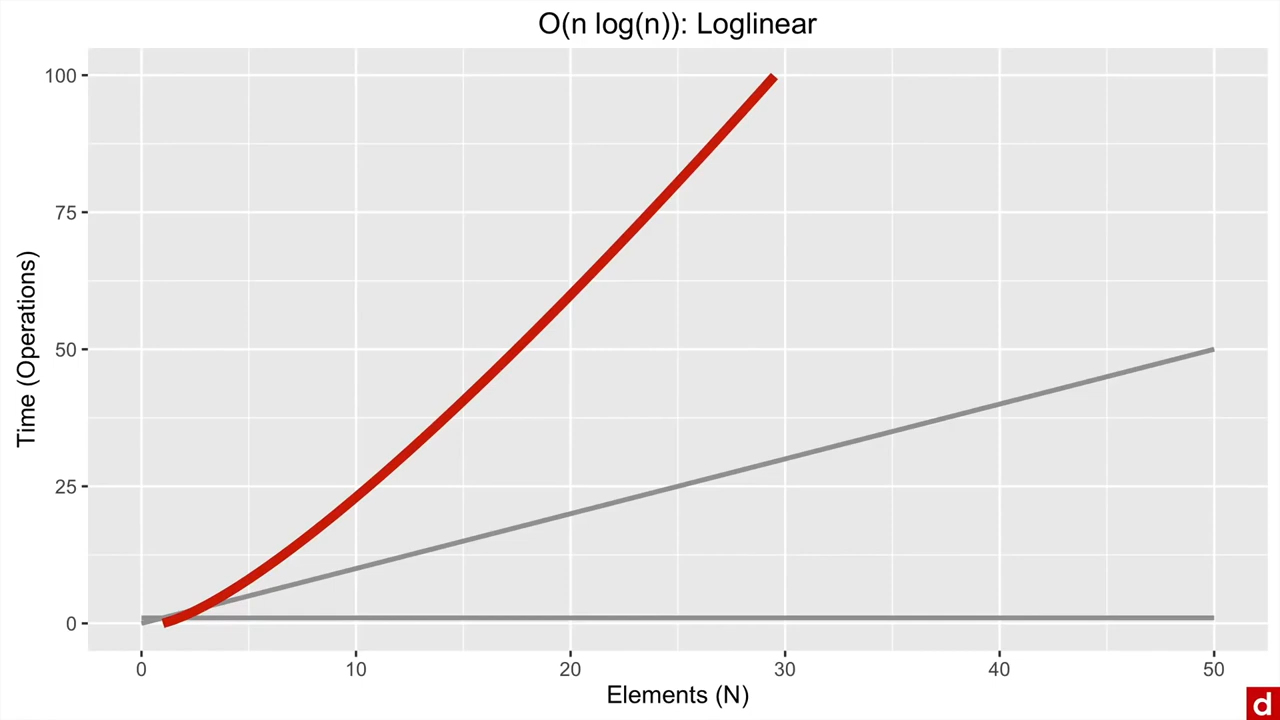 O(n log(n)): Loglinear
Time (Operations)
100
75
50
25
0
0 10 20 30 40 50
Elements (N)
d